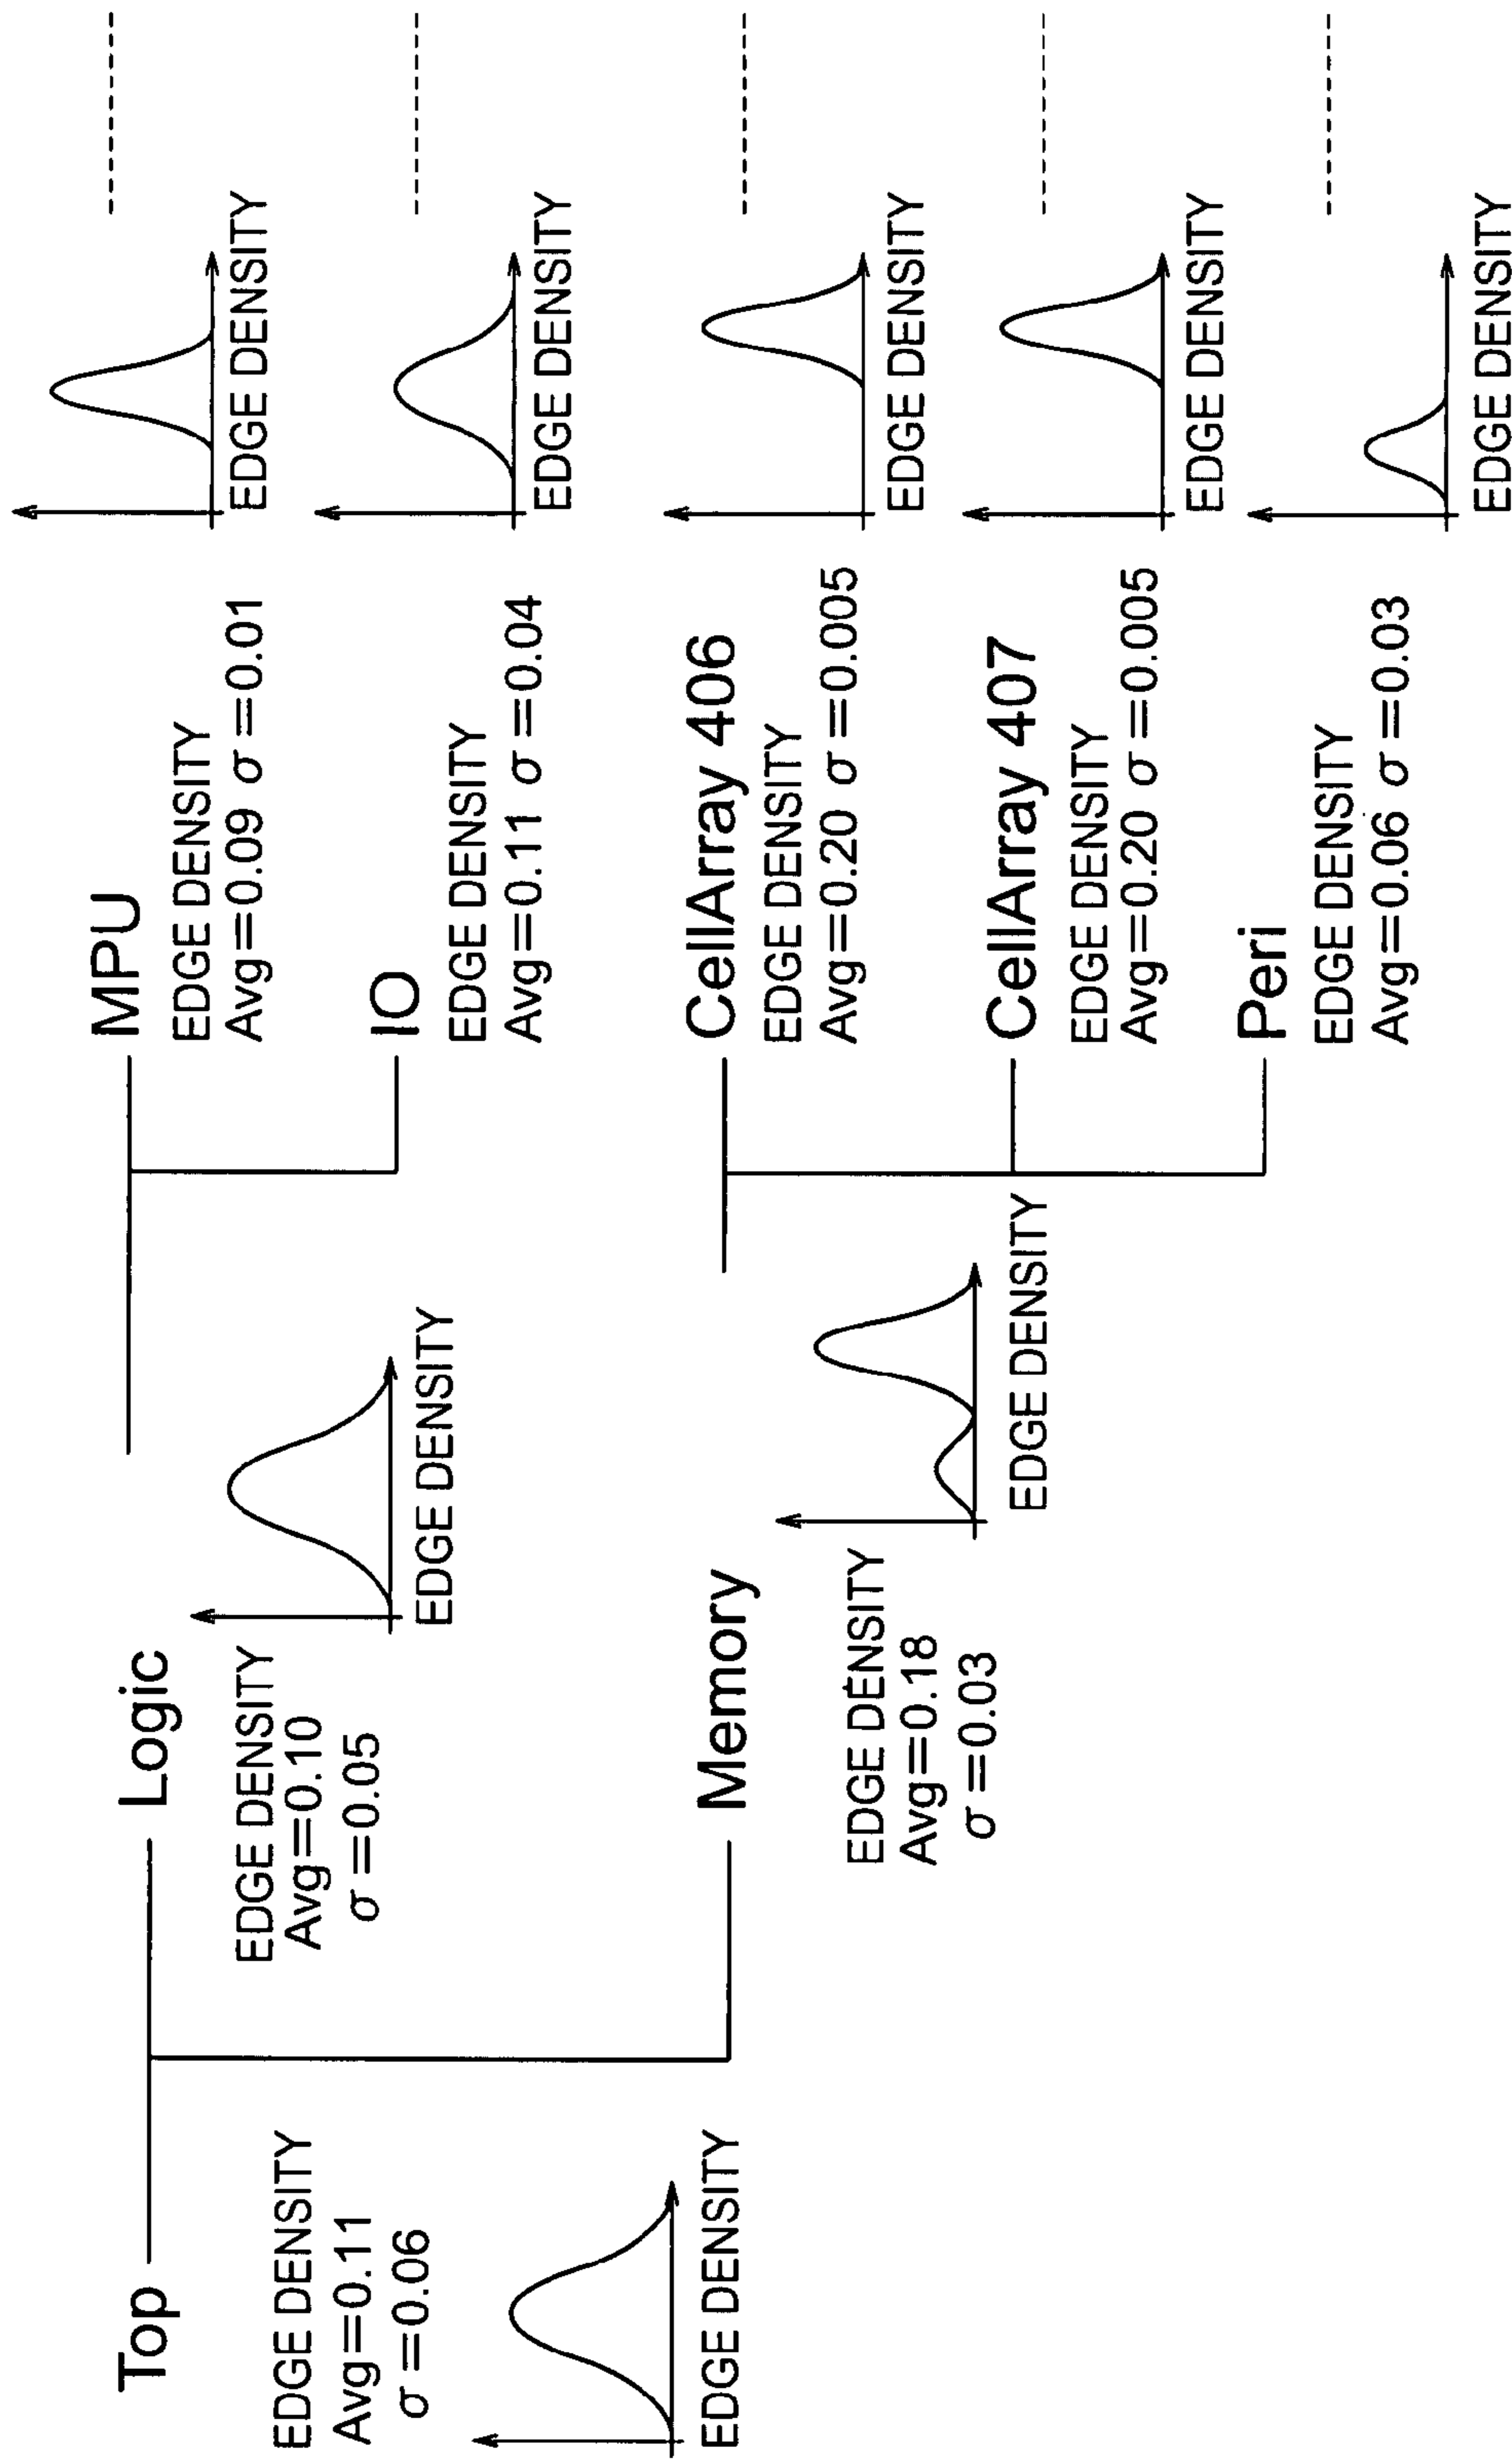 Top
EDGE DENSITY
Avg=0.11
σ=0.06
EDGE DENSITY
Logic
EDGE DENSITY
Avg=0.10
σ=0.05
EDGE DENSITY
Memory
EDGE DENSITY
Avg=0.18
σ=0.03
EDGE DENSITY
MPU
EDGE DENSITY
Avg=0.09 σ=0.01
EDGE DENSITY
IO
EDGE DENSITY
Avg=0.11 σ=0.04
EDGE DENSITY
CellArray 406
EDGE DENSITY
Avg=0.20 σ=0.005
EDGE DENSITY
CellArray 407
EDGE DENSITY
Avg=0.20 σ=0.005
EDGE DENSITY
Peri
EDGE DENSITY
Avg=0.06 σ=0.03
EDGE DENSITY